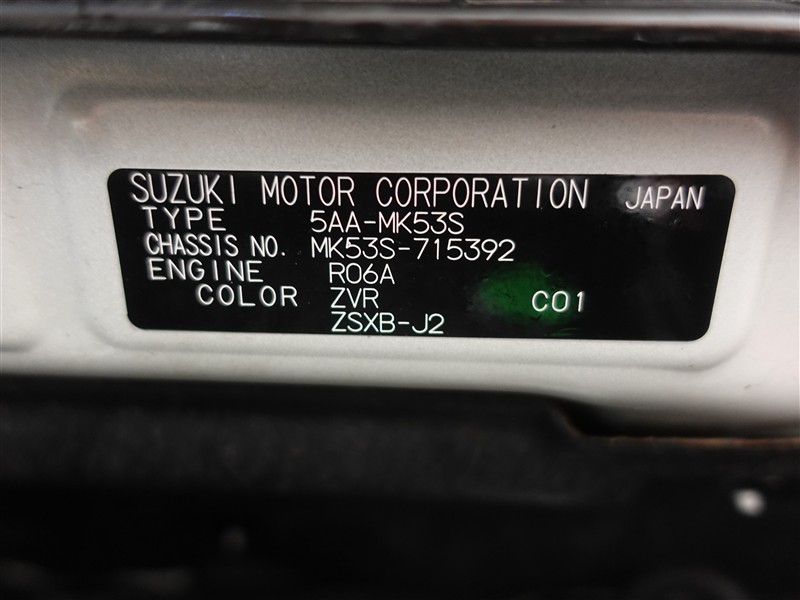 SUZUKI MOTOR CORPORATION JAPAN
TYPE 5AA-MK53S
CHASSIS NO. MK53S-715392
ENGINE R06A
COLOR ZVR C01
ZSXB-J2